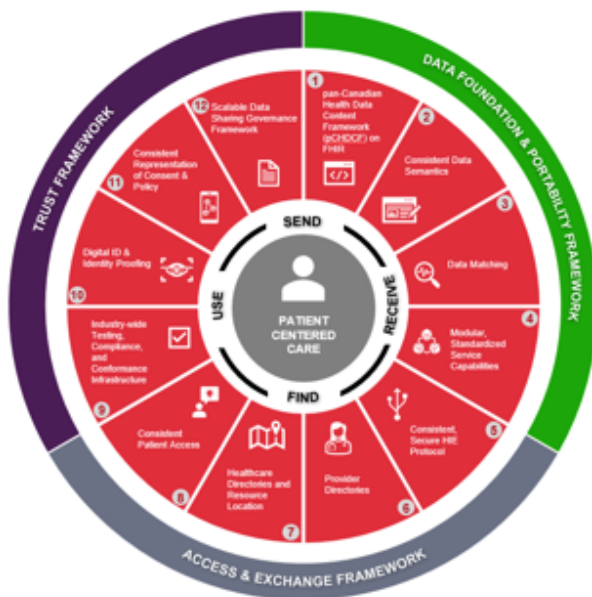 TRUST FRAMEWORK
DATA FOUNDATION & PORTABILITY FRAMEWORK
ACCESS & EXCHANGE FRAMEWORK
1
pan-Canadian
Health Data
Content
Framework
(pCHDCF) on
FHIR
2
Consistent Data
Semantics
3
Data Matching
4
Modular,
Standardized
Service
Capabilities
5
Consistent,
Secure HIE
Protocol
6
Provider
Directories
7
Healthcare
Directories and
Resource
Location
8
Consistent
Patient Access
9
Industry-wide
Testing,
Compliance,
and
Conformance
Infrastructure
10
Digital ID &
Identity Proofing
11
Consistent
Representation
of Consent &
Policy
12
Scalable Data
Sharing Governance
Framework
SEND
RECEIVE
FIND
USE
PATIENT
CENTERED
CARE